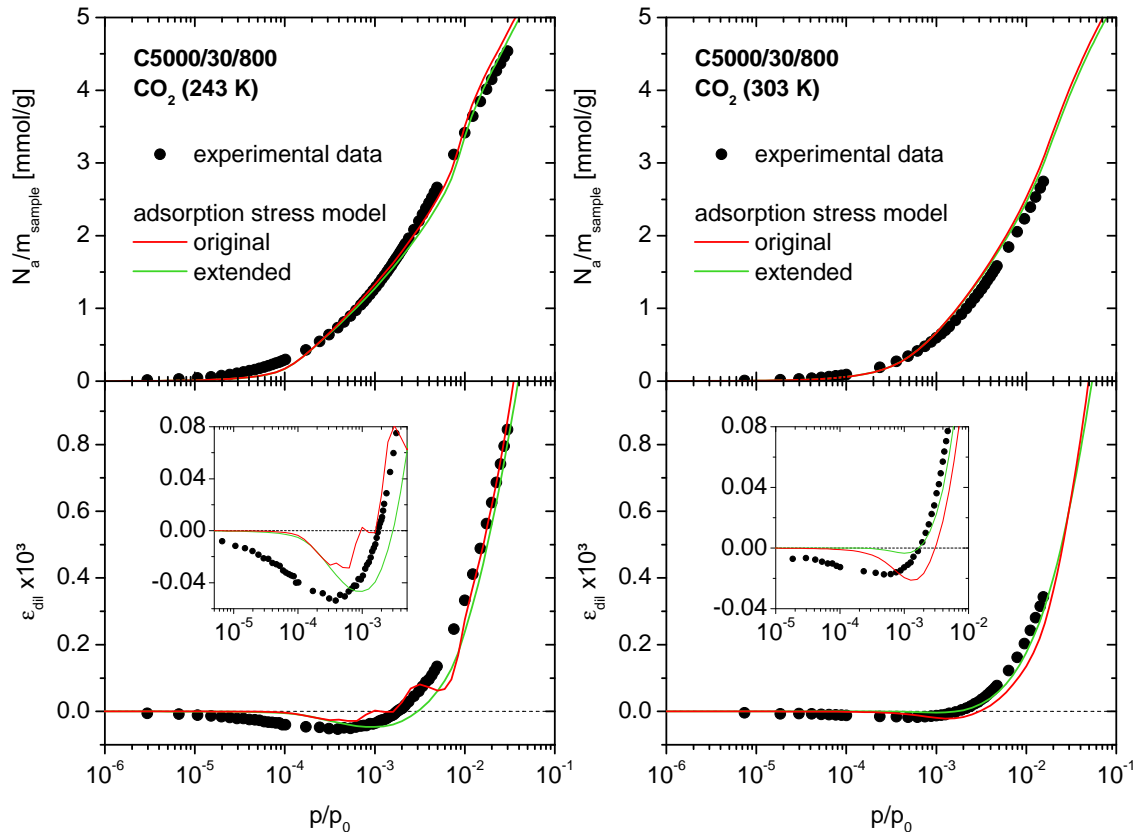 5
4
3
2
1
0
N_a/m_sample [mmol/g]
C5000/30/800
CO₂ (243 K)
experimental data
adsorption stress model
original
extended
C5000/30/800
CO₂ (303 K)
experimental data
adsorption stress model
original
extended
5
4
3
2
1
0
N_a/m_sample [mmol/g]
0.8
0.6
0.4
0.2
0.0
ε_dil x10³
0.08
0.04
0.00
-0.04
10⁻⁵ 10⁻⁴ 10⁻³
10⁻⁶ 10⁻⁵ 10⁻⁴ 10⁻³ 10⁻² 10⁻¹
p/p₀
0.8
0.6
0.4
0.2
0.0
ε_dil x10³
0.08
0.04
0.00
-0.04
10⁻⁵ 10⁻⁴ 10⁻³ 10⁻²
10⁻⁶ 10⁻⁵ 10⁻⁴ 10⁻³ 10⁻² 10⁻¹
p/p₀